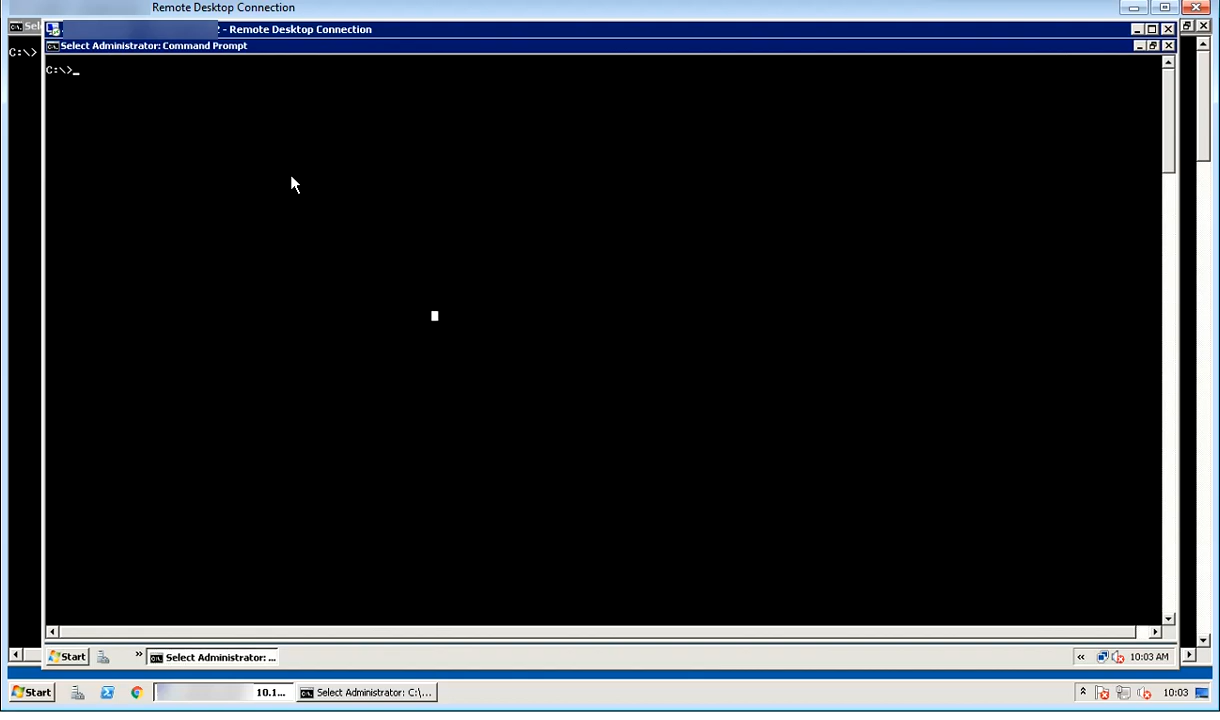 Remote Desktop Connection
Sel
2 - Remote Desktop Connection
Select Administrator: Command Prompt
C:\>
C:\>_
Start
»
Select Administrator: ...
«
10:03 AM
Start
10.1...
Select Administrator: C:\...
10:03